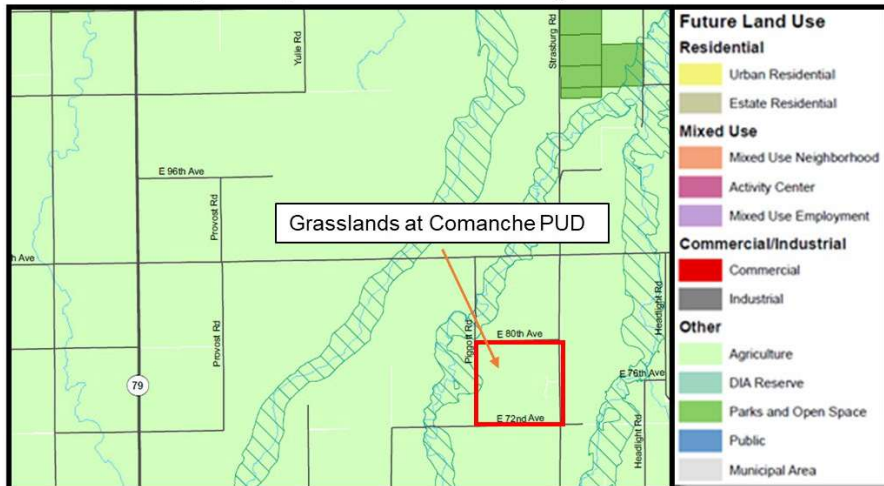 Yulie Rd
Strasburg Rd
E 96th Ave
Provost Rd
Grasslands at Comanche PUD
h Ave
Provost Rd
Piggott Rd
E 80th Ave
Headlight Rd
E 76th Ave
79
E 72nd Ave
Headlight Rd
Future Land Use
Residential
Urban Residential
Estate Residential
Mixed Use
Mixed Use Neighborhood
Activity Center
Mixed Use Employment
Commercial/Industrial
Commercial
Industrial
Other
Agriculture
DIA Reserve
Parks and Open Space
Public
Municipal Area